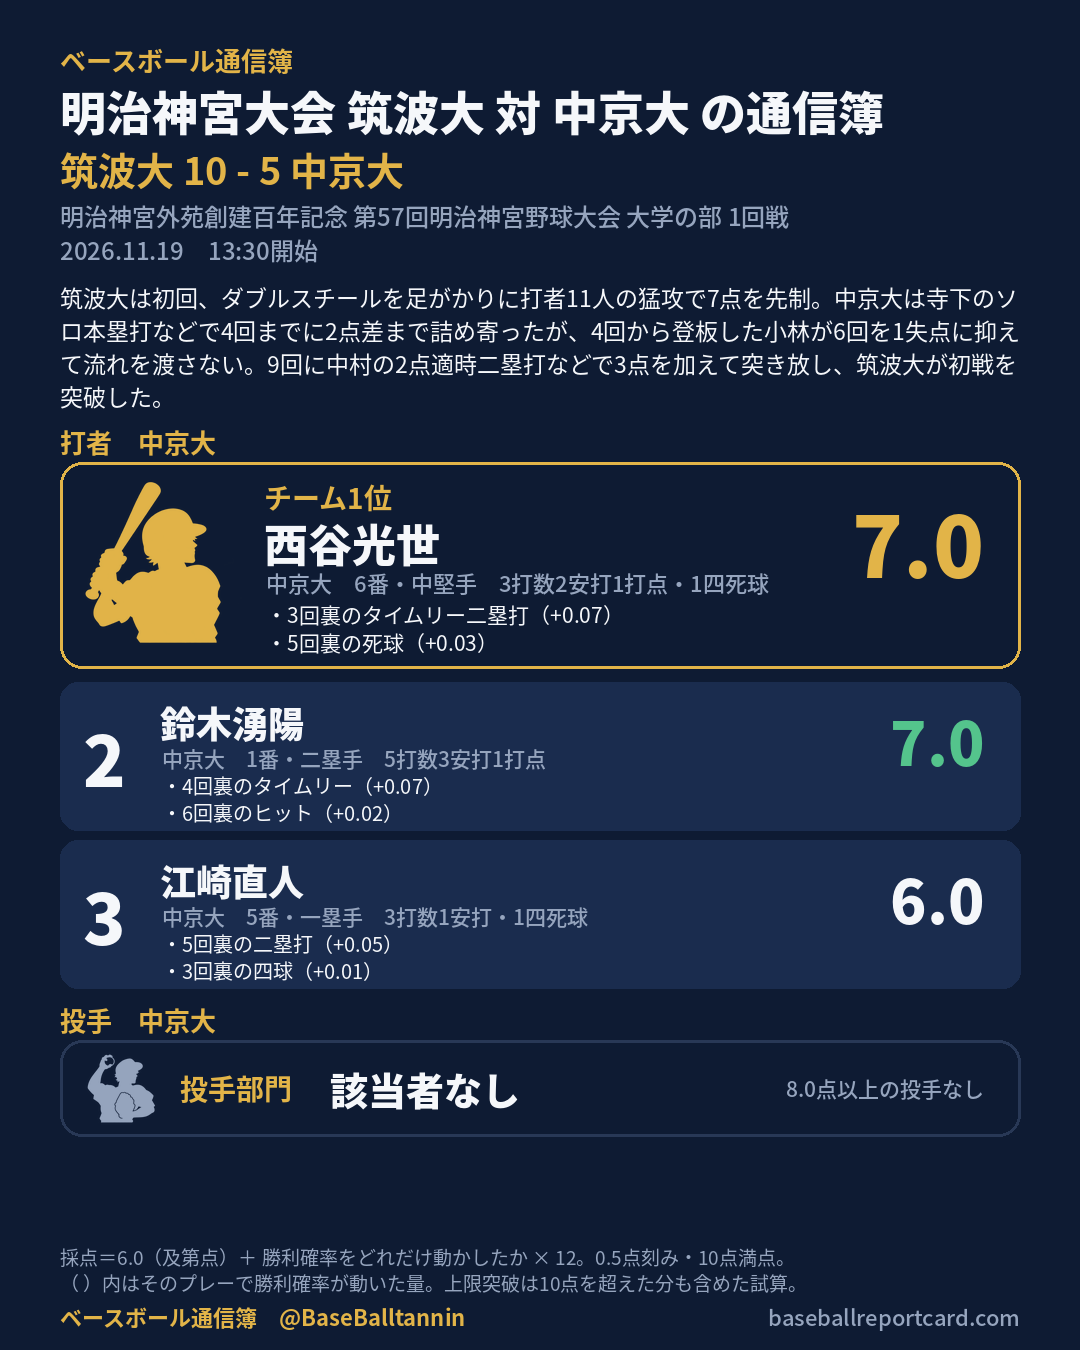 ベースボール通信簿
明治神宮大会 筑波大 対 中京大 の通信簿
筑波大 10 - 5 中京大
明治神宮外苑創建百年記念 第57回明治神宮野球大会 大学の部 1回戦
2026.11.19　13:30開始
筑波大は初回、ダブルスチールを足がかりに打者11人の猛攻で7点を先制。中京大は寺下のソ
ロ本塁打などで4回までに2点差まで詰め寄ったが、4回から登板した小林が6回を1失点に抑え
て流れを渡さない。9回に中村の2点適時二塁打などで3点を加えて突き放し、筑波大が初戦を
突破した。
打者　中京大
チーム1位
西谷光世
中京大　6番・中堅手　3打数2安打1打点・1四死球
・3回裏のタイムリー二塁打（+0.07）
・5回裏の死球（+0.03）
7.0
2
鈴木湧陽
中京大　1番・二塁手　5打数3安打1打点
・4回裏のタイムリー（+0.07）
・6回裏のヒット（+0.02）
7.0
3
江崎直人
中京大　5番・一塁手　3打数1安打・1四死球
・5回裏の二塁打（+0.05）
・3回裏の四球（+0.01）
6.0
投手　中京大
投手部門　該当者なし　8.0点以上の投手なし
採点＝6.0（及第点）＋ 勝利確率をどれだけ動かしたか × 12。0.5点刻み・10点満点。
（ ）内はそのプレーで勝利確率が動いた量。上限突破は10点を超えた分も含めた試算。
ベースボール通信簿　@BaseBalltannin
baseballreportcard.com